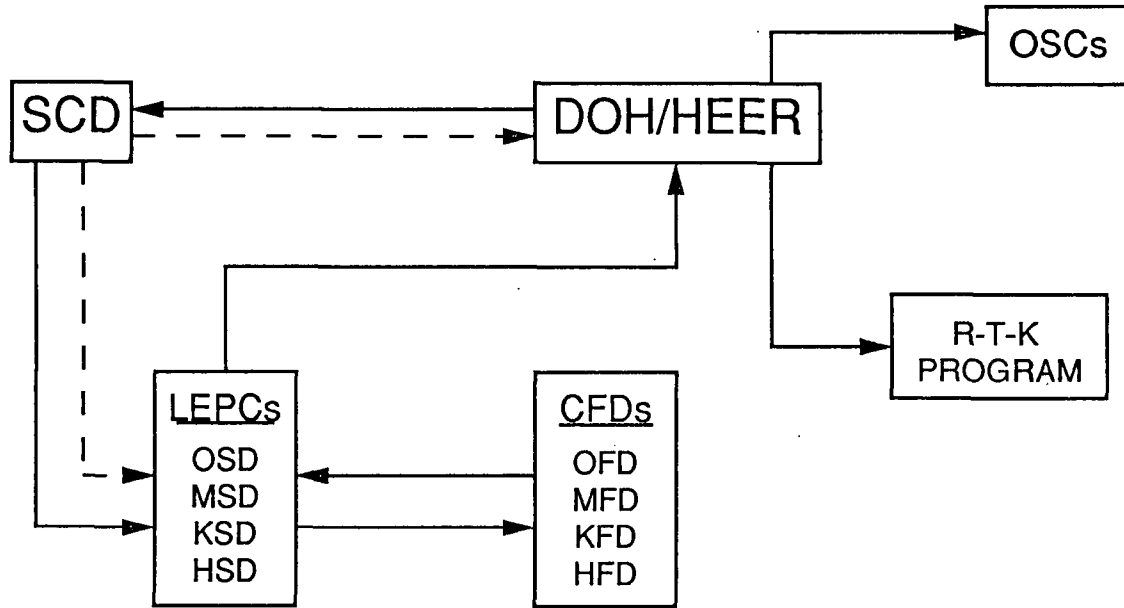 OSCs
SCD
DOH/HEER
R-T-K
PROGRAM
LEPCs
OSD
MSD
KSD
HSD
CFDs
OFD
MFD
KFD
HFD